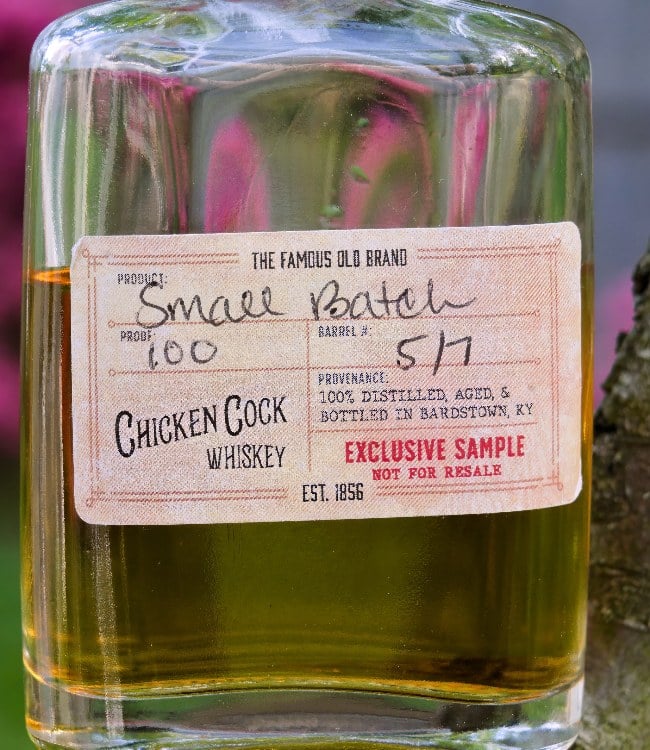 THE FAMOUS OLD BRAND
PRODUCT:
Small Batch
PROOF:
100
BARREL #:
5/7
PROVENANCE:
100% DISTILLED, AGED, &
BOTTLED IN BARDSTOWN, KY
CHICKEN COCK
WHISKEY
EXCLUSIVE SAMPLE
NOT FOR RESALE
EST. 1856